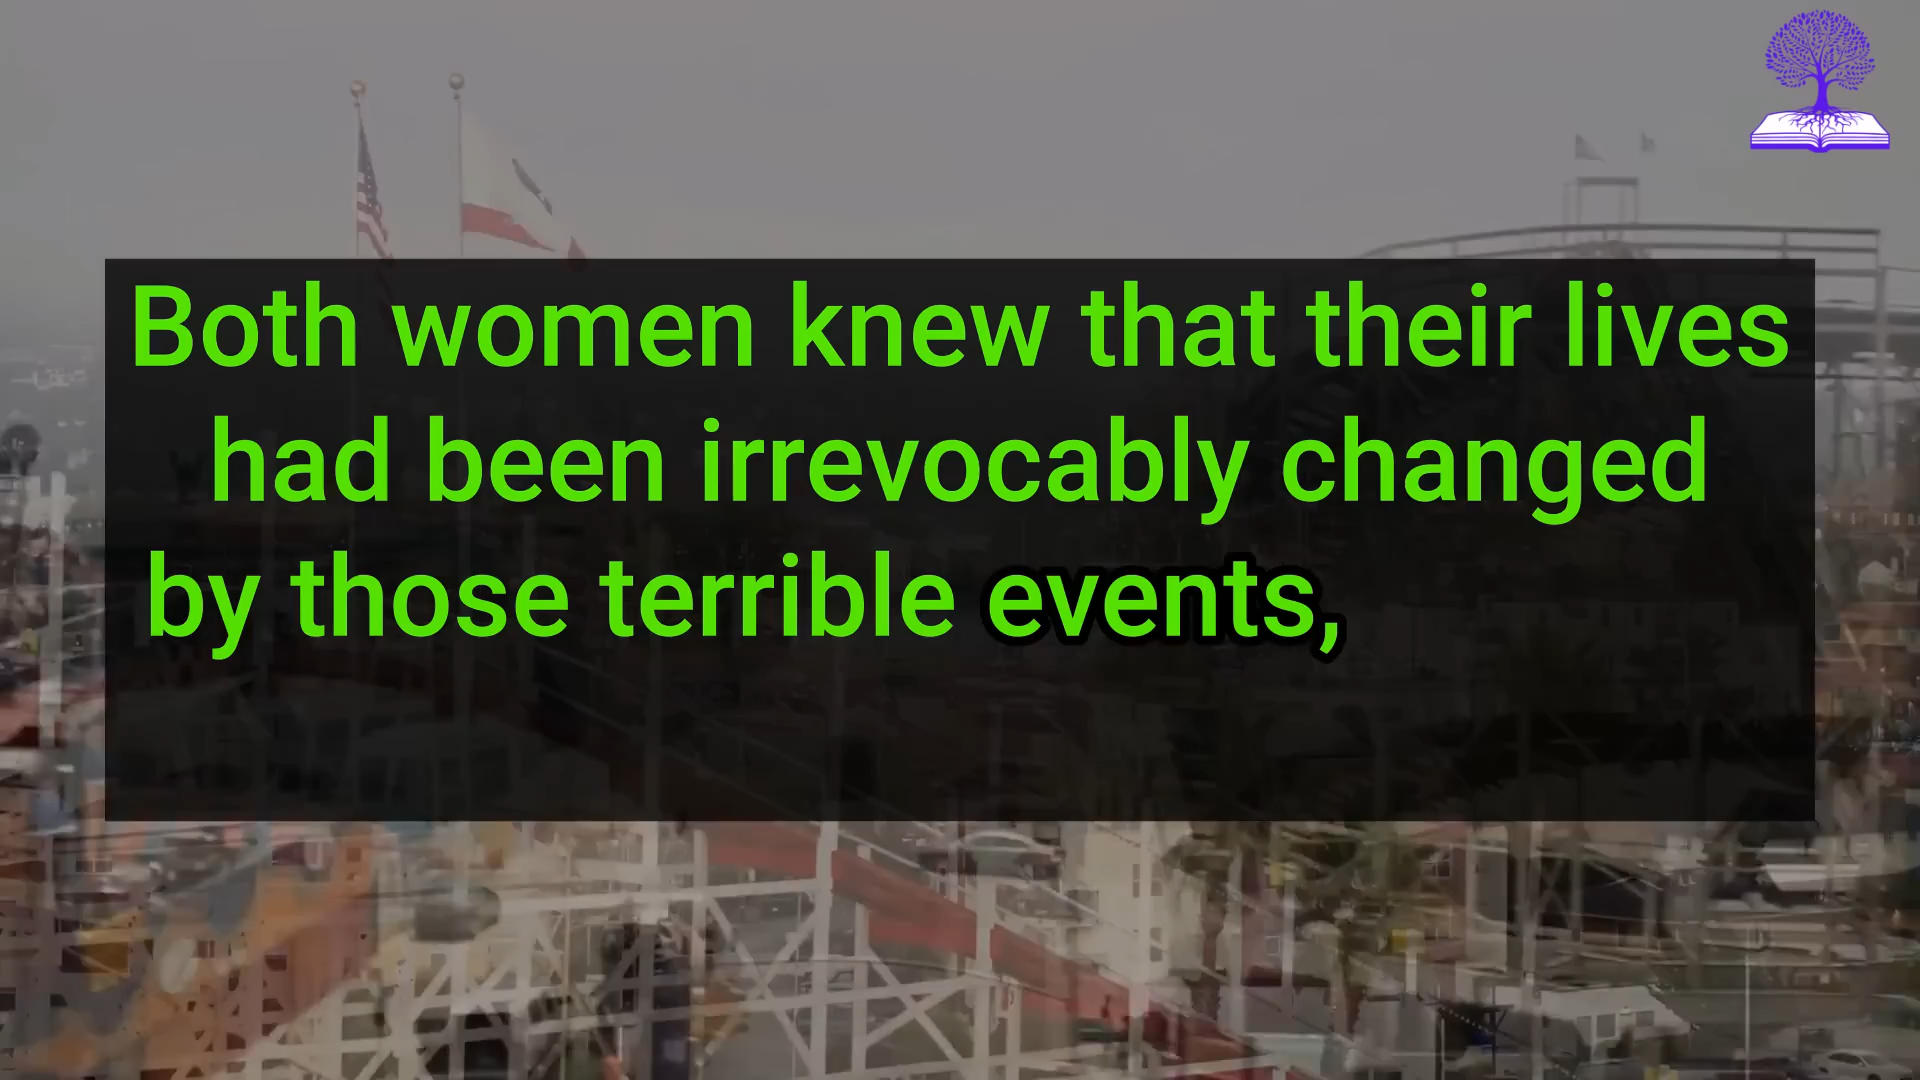 Both women knew that their lives
had been irrevocably changed
by those terrible events,